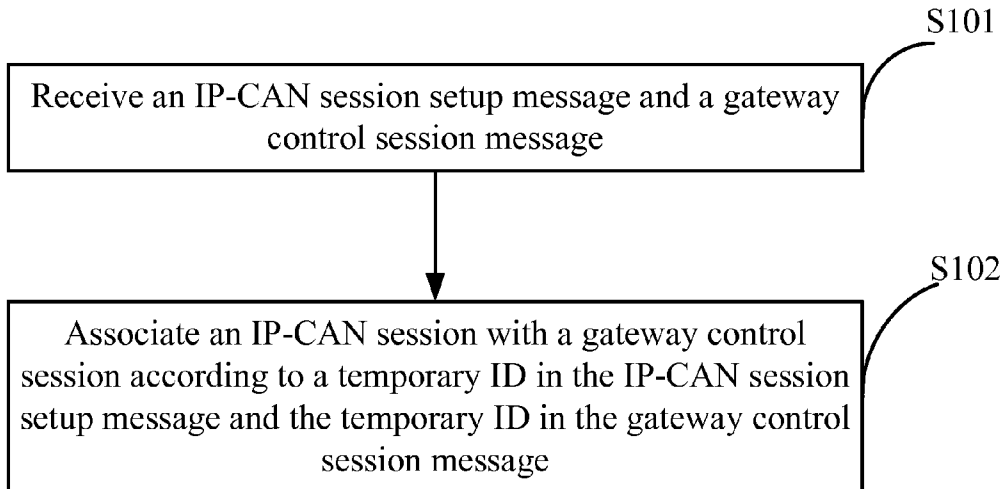 S101
Receive an IP-CAN session setup message and a gateway
control session message
S102
Associate an IP-CAN session with a gateway control
session according to a temporary ID in the IP-CAN session
setup message and the temporary ID in the gateway control
session message